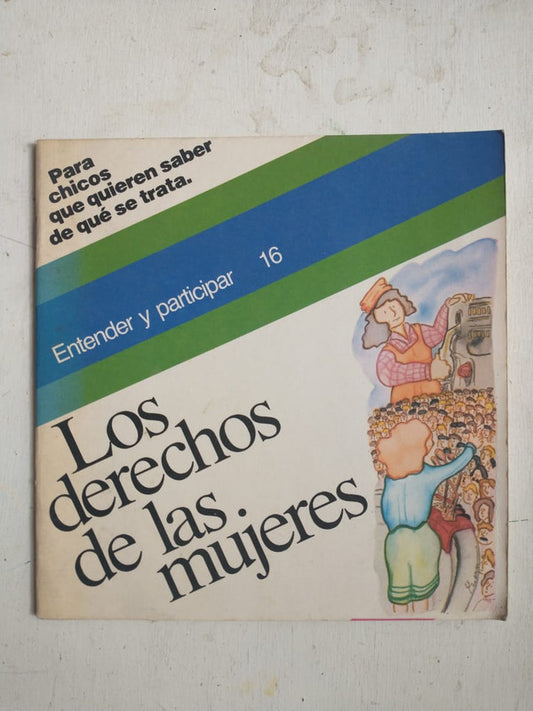 Para
chicos
que quieren saber
de qué se trata.
Entender y participar 16
Los
derechos
de las
mujeres